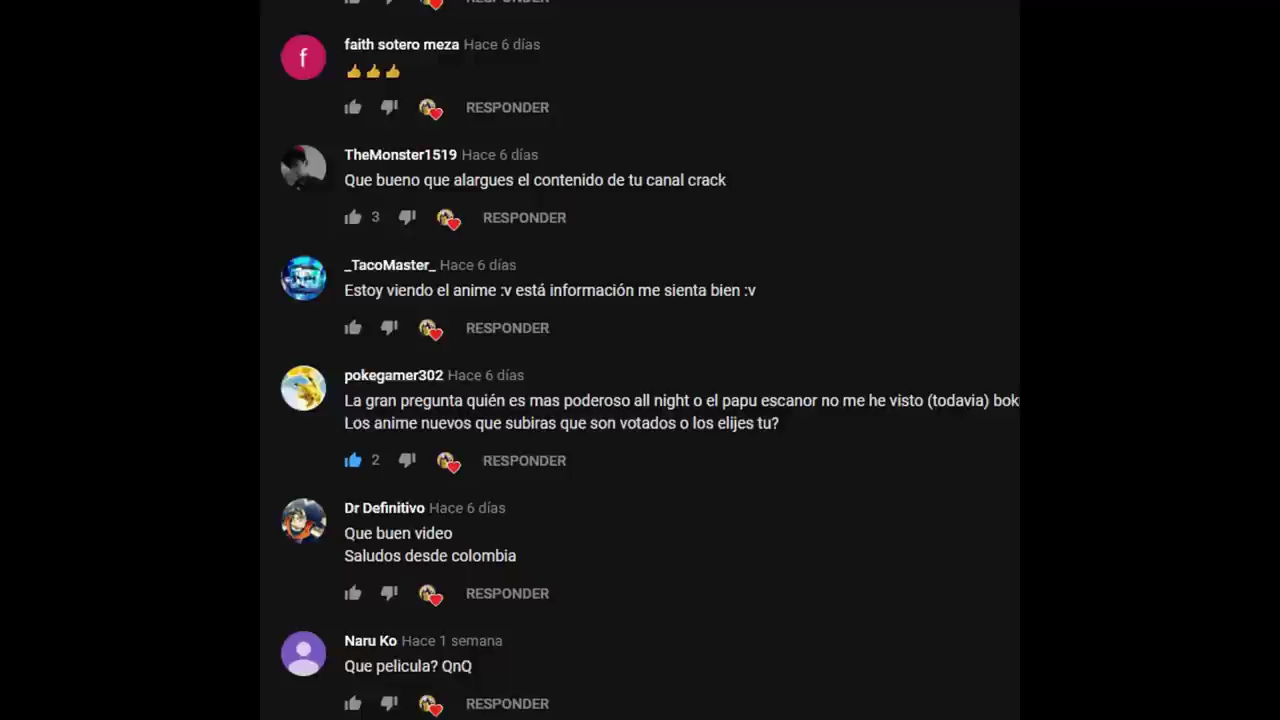 RESPONDER
faith sotero meza Hace 6 días
👍👍👍
RESPONDER
TheMonster1519 Hace 6 días
Que bueno que alargues el contenido de tu canal crack
3 RESPONDER
_TacoMaster_ Hace 6 días
Estoy viendo el anime :v está información me sienta bien :v
RESPONDER
pokegamer302 Hace 6 días
La gran pregunta quién es mas poderoso all night o el papu escanor no me he visto (todavia) bok
Los anime nuevos que subiras que son votados o los elijes tu?
2 RESPONDER
Dr Definitivo Hace 6 días
Que buen video
Saludos desde colombia
RESPONDER
Naru Ko Hace 1 semana
Que pelicula? QnQ
RESPONDER